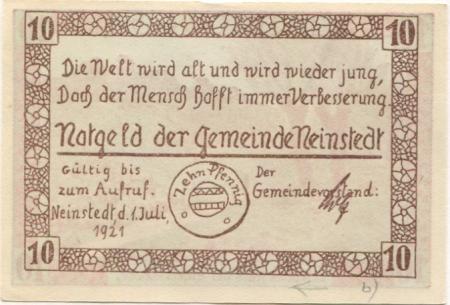 10 10
Die Welt wird alt und wird wieder jung,
Doch der Mensch hofft immer Verbesserung.
Notgeld der Gemeinde Neinstedt
Gültig bis
zum Aufruf.
Neinstedt, d. 1. Juli,
1921
Zehn Pfennig
Der
Gemeindevorstand:
10 10
b)